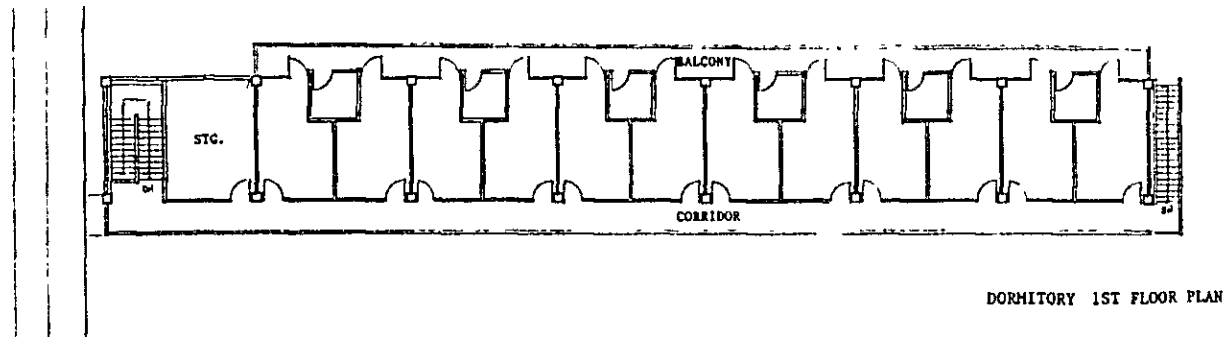 BALCONY
STG.
CORRIDOR
DORMITORY 1ST FLOOR PLAN